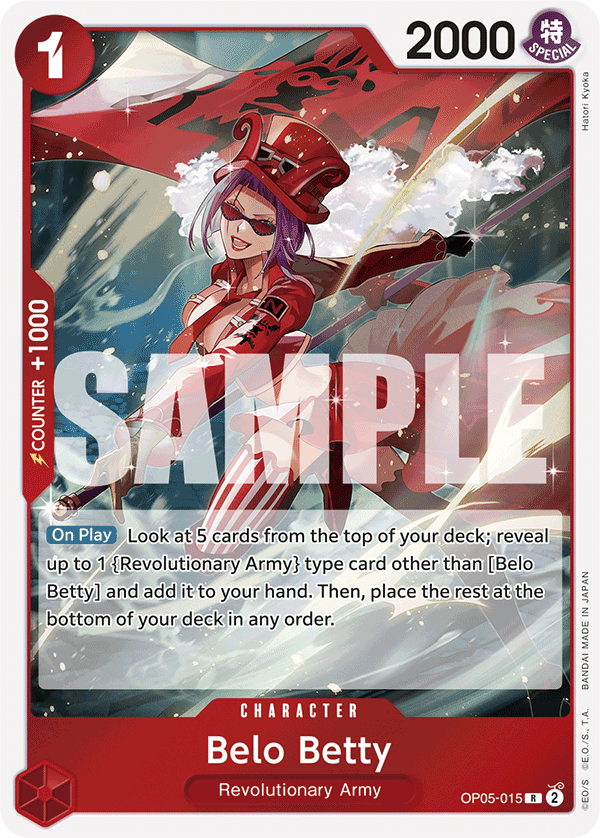 1
2000
特
SPECIAL
Hatori Kyoka
COUNTER +1000
N
SAMPLE
On Play Look at 5 cards from the top of your deck; reveal
up to 1 {Revolutionary Army} type card other than [Belo
Betty] and add it to your hand. Then, place the rest at the
bottom of your deck in any order.
CHARACTER
Belo Betty
Revolutionary Army
OP05-015 R 2
©EO/S ©E.O./S., T.A. BANDAI MADE IN JAPAN